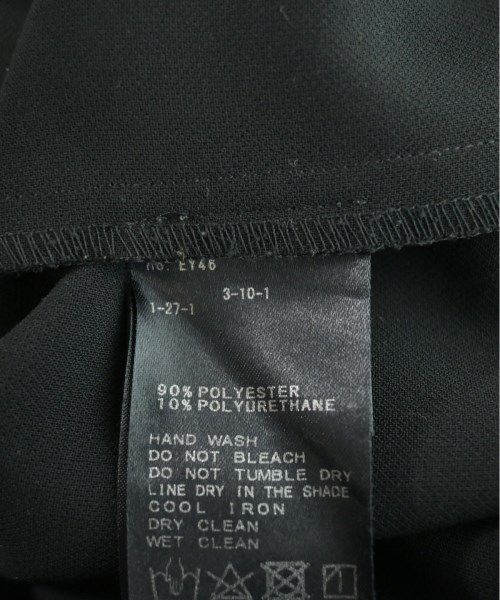 no. EY46
3-10-1
1-27-1
90% POLYESTER
10% POLYURETHANE
HAND WASH
DO NOT BLEACH
DO NOT TUMBLE DRY
LINE DRY IN THE SHADE
COOL IRON
DRY CLEAN
WET CLEAN